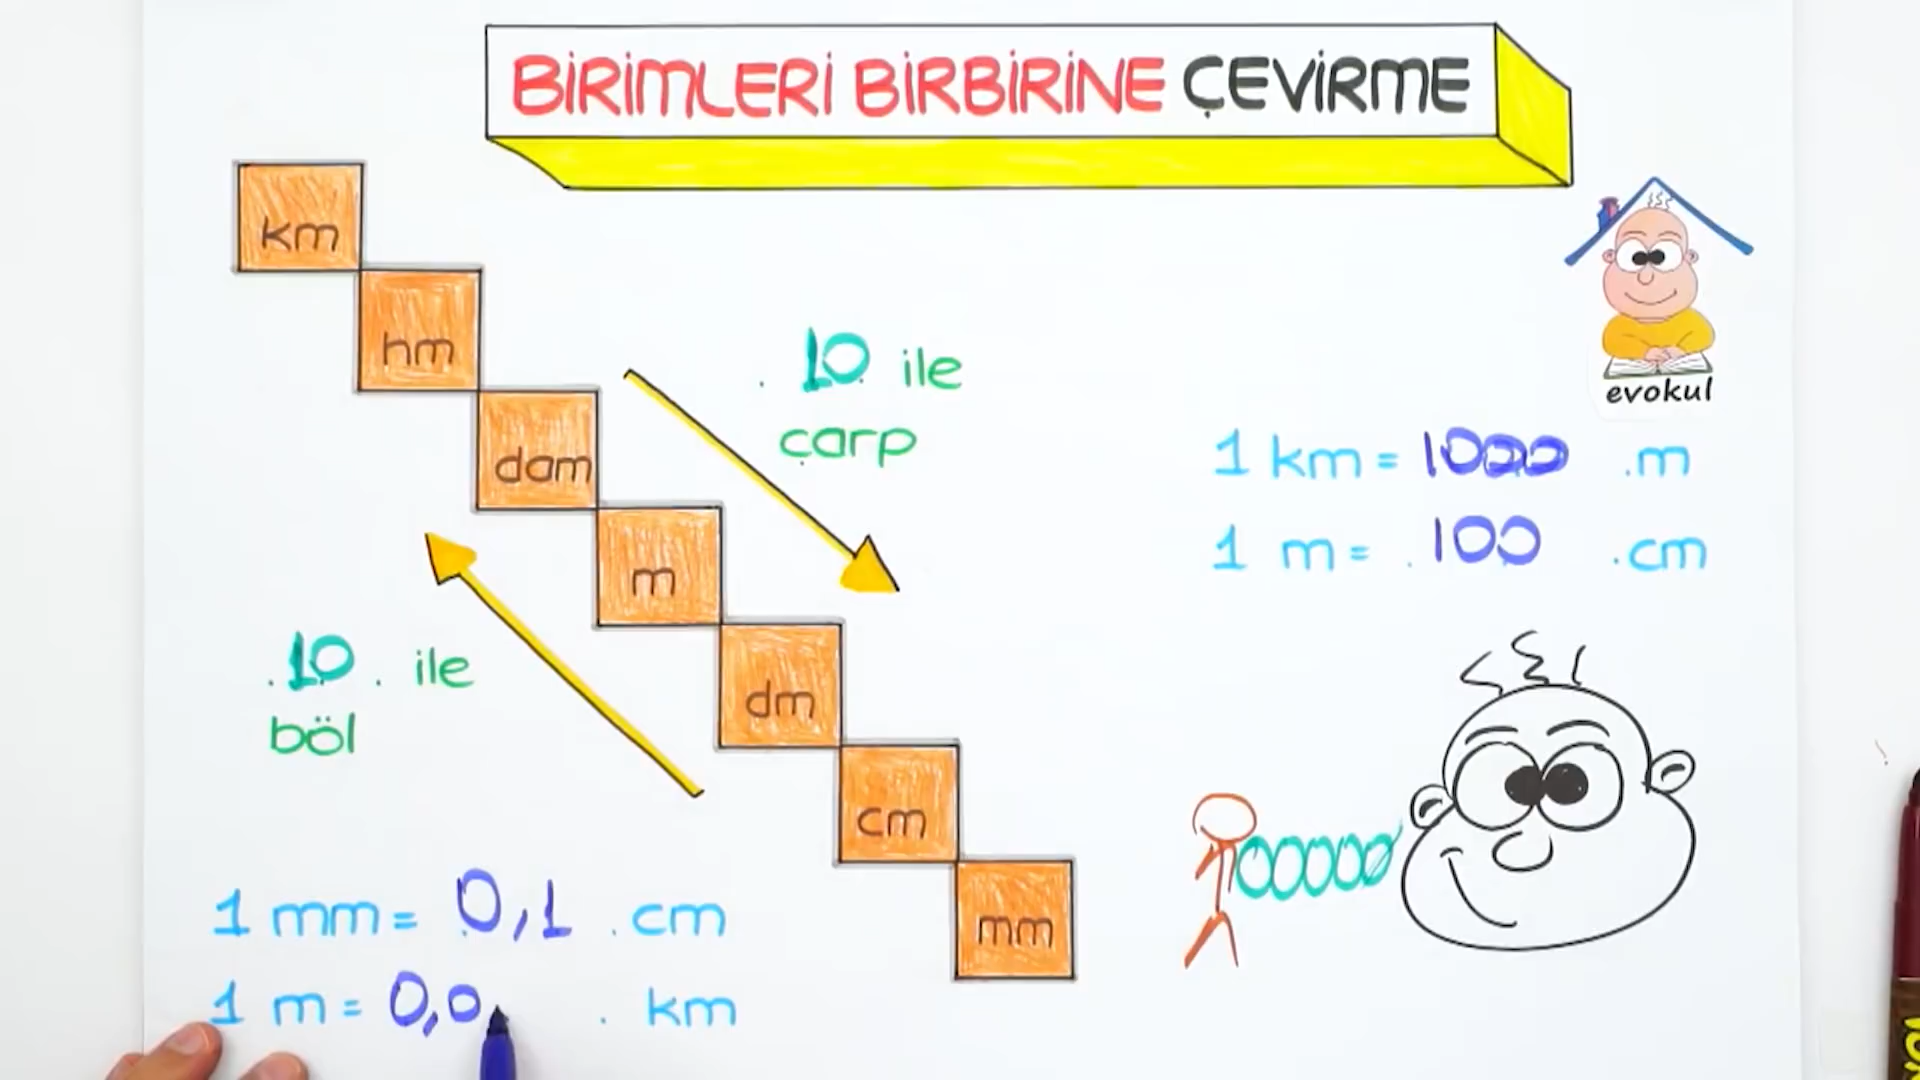 BİRİMLERİ BİRBİRİNE ÇEVİRME
km
hm
dam
m
dm
cm
mm
. 10 ile
çarp
. 10 . ile
böl
evokul
1 km = 1000 .m
1 m = . 100 .cm
1 mm = 0,1 . cm
1 m = 0,0 . km